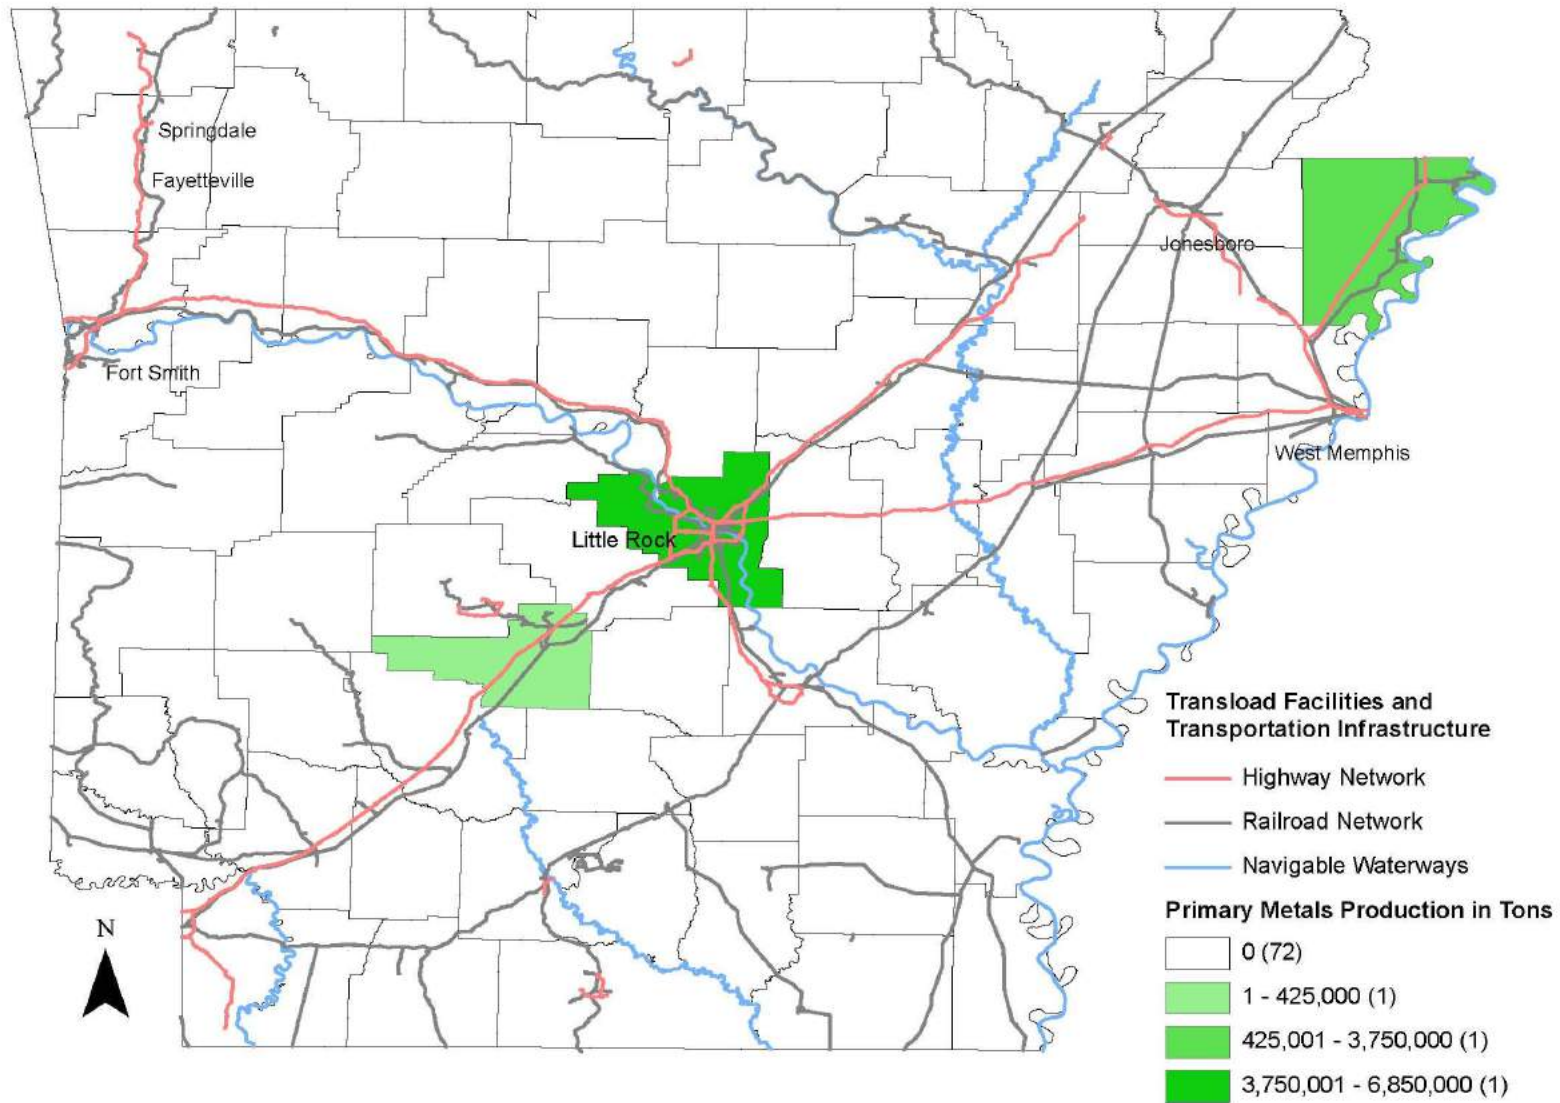 Springdale
Fayetteville
Jonesboro
Fort Smith
West Memphis
Little Rock
N
Transload Facilities and
Transportation Infrastructure
Highway Network
Railroad Network
Navigable Waterways
Primary Metals Production in Tons
0 (72)
1 - 425,000 (1)
425,001 - 3,750,000 (1)
3,750,001 - 6,850,000 (1)